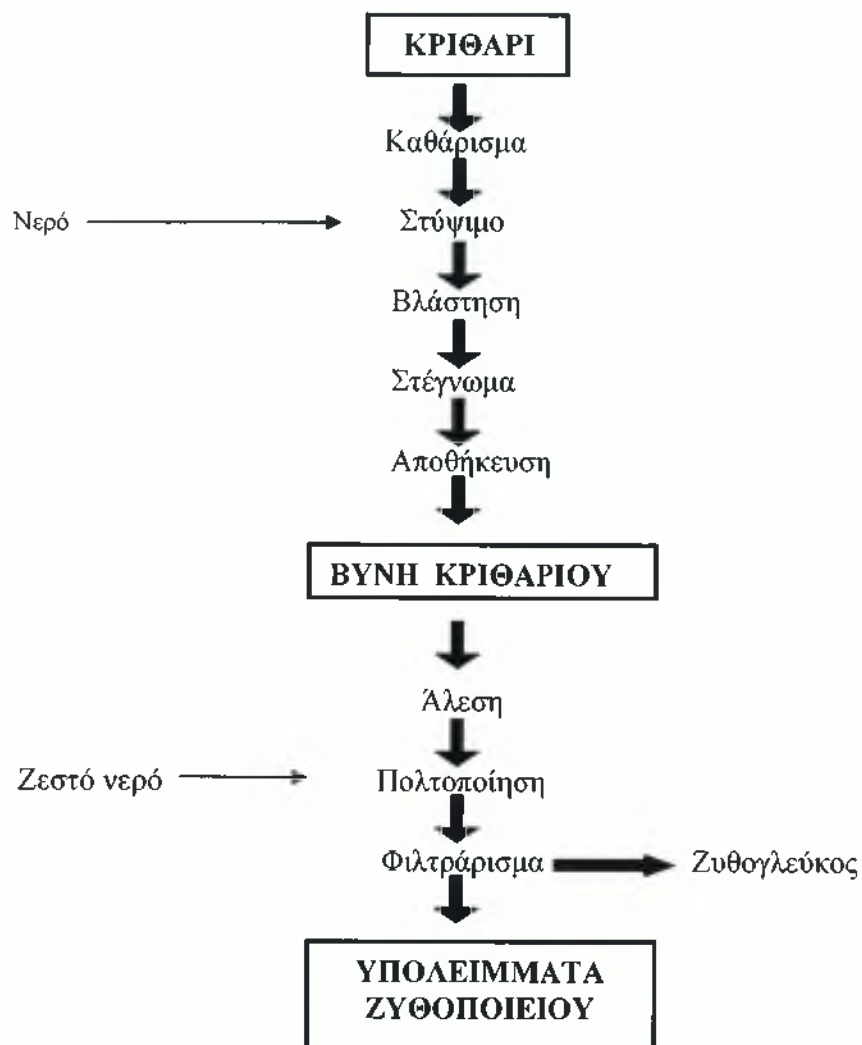 ΚΡΙΘΑΡΙ
Καθάρισμα
Νερό Στύψιμο
Βλάστηση
Στέγνωμα
Αποθήκευση
ΒΥΝΗ ΚΡΙΘΑΡΙΟΥ
Άλεση
Ζεστό νερό Πολτοποίηση
Φιλτράρισμα Ζυθογλεύκος
ΥΠΟΛΕΙΜΜΑΤΑ
ΖΥΘΟΠΟΙΕΙΟΥ